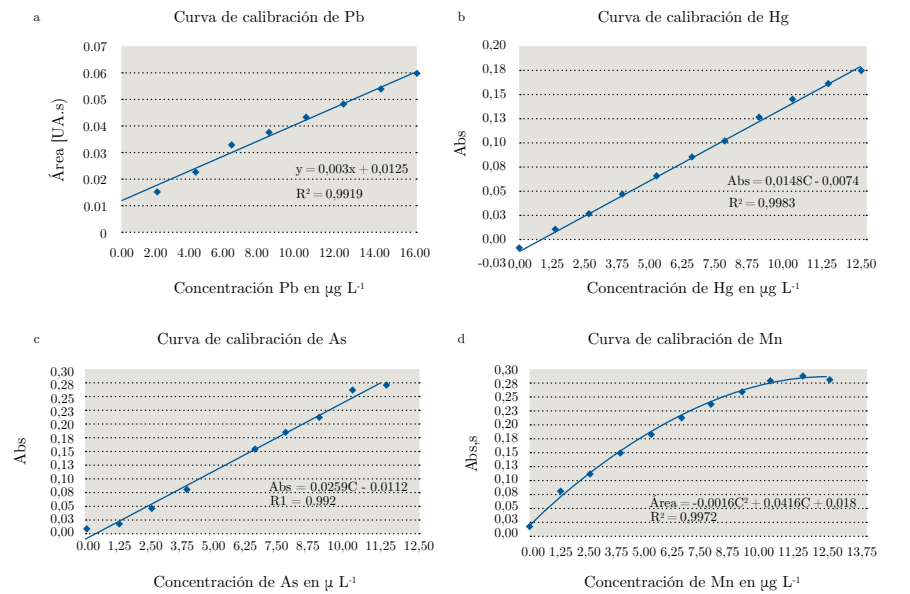 a
Curva de calibración de Pb
Área [UA.s)
0.07
0.06
0.05
0.04
0.03
0.02
0.01
0
y = 0,003x + 0,0125
R² = 0,9919
0.00 2.00 4.00 6.00 8.00 10.00 12.00 14.00 16.00
Concentración Pb en µg L⁻¹
b
Curva de calibración de Hg
Abs
0,20
0,18
0,15
0,13
0,10
0,08
0,05
0,03
0,00
-0,03
Abs = 0,0148C - 0,0074
R² = 0,9983
0,00 1,25 2,50 3,75 5,00 6,25 7,50 8,75 10,00 11,25 12,50
Concentración de Hg en µg L⁻¹
c
Curva de calibración de As
Abs
0,30
0,28
0,25
0,23
0,20
0,18
0,15
0,13
0,10
0,08
0,05
0,03
0,00
Abs = 0,0259C - 0,0112
R1 = 0.992
0.00 1,25 2,50 3,75 5,00 6,25 7,50 8,75 10,00 11,25 12,50
Concentración de As en µ L⁻¹
d
Curva de calibración de Mn
Abs,s
0,30
0,28
0,25
0,23
0,20
0,18
0,15
0,13
0,10
0,08
0,05
0,03
0,00
Área = -0,0016C² + 0,0416C + 0,018
R² = 0,9972
0.00 1,25 2,50 3,75 5,50 6,25 7,50 8,75 10,00 11,25 12,50 13,75
Concentración de Mn en µg L⁻¹